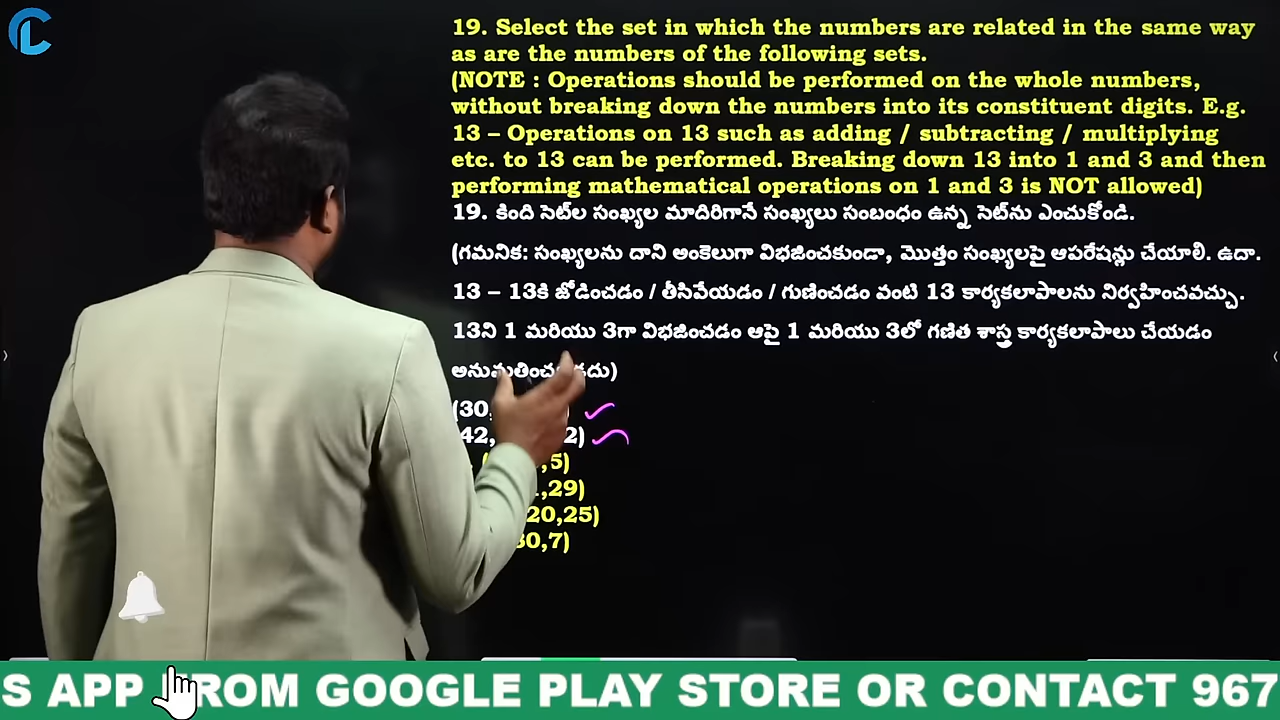 19. Select the set in which the numbers are related in the same way
as are the numbers of the following sets.
(NOTE : Operations should be performed on the whole numbers,
without breaking down the numbers into its constituent digits. E.g.
13 – Operations on 13 such as adding / subtracting / multiplying
etc. to 13 can be performed. Breaking down 13 into 1 and 3 and then
performing mathematical operations on 1 and 3 is NOT allowed)
19. కింది సెట్‌ల సంఖ్యల మాదిరిగానే సంఖ్యలు సంబంధం ఉన్న సెట్‌ను ఎంచుకోండి.
(గమనిక: సంఖ్యలను దాని అంకెలుగా విభజించకుండా, మొత్తం సంఖ్యలపై ఆపరేషన్లు చేయాలి. ఉదా.
13 – 13కి జోడించడం / తీసివేయడం / గుణించడం వంటి 13 కార్యకలాపాలను నిర్వహించవచ్చు.
13ని 1 మరియు 3గా విభజించడం ఆపై 1 మరియు 3లో గణిత శాస్త్ర కార్యకలాపాలు చేయడం
(30,
42, 2)
,5)
,29)
20,25)
30,7)
S APP FROM GOOGLE PLAY STORE OR CONTACT 967